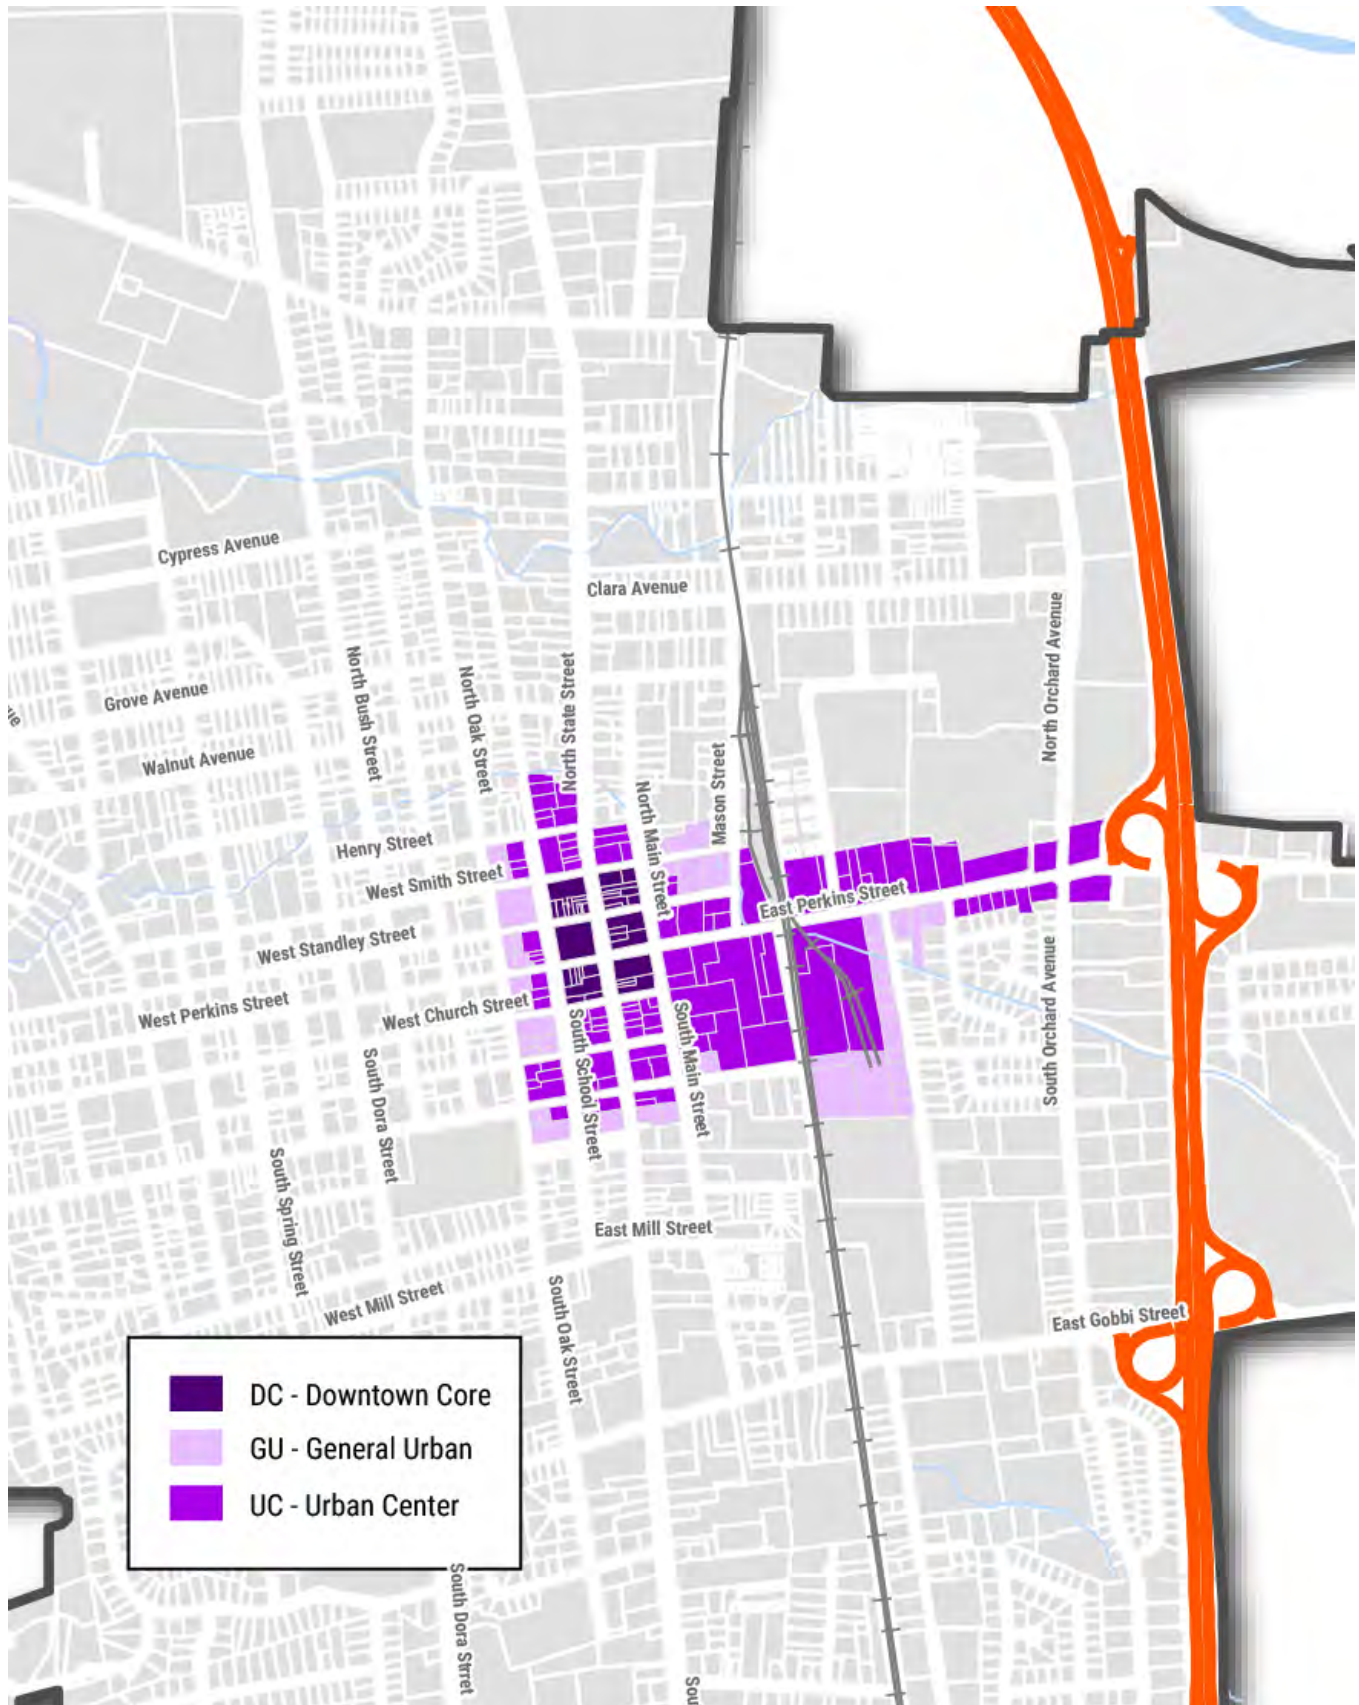 Cypress Avenue
Clara Avenue
North Orchard Avenue
North Bush Street
North State Street
North Oak Street
Grove Avenue
ue
Walnut Avenue
Mason Street
North Main Street
Henry Street
West Smith Street
East Perkins Street
West Standley Street
West Perkins Street
West Church Street
South Orchard Avenue
South School Street
South Main Street
South Dora Street
South Spring Street
East Mill Street
West Mill Street
South Oak Street
East Gobbi Street
DC - Downtown Core
GU - General Urban
UC - Urban Center
South Dora Strret
Sou